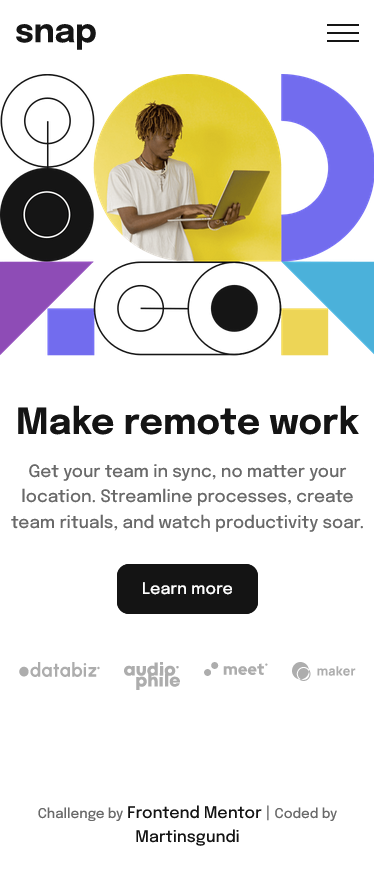 snap
Make remote work
Get your team in sync, no matter your
location. Streamline processes, create
team rituals, and watch productivity soar.
Learn more
databiz
audio
phile
meet
maker
Challenge by Frontend Mentor | Coded by
Martinsgundi